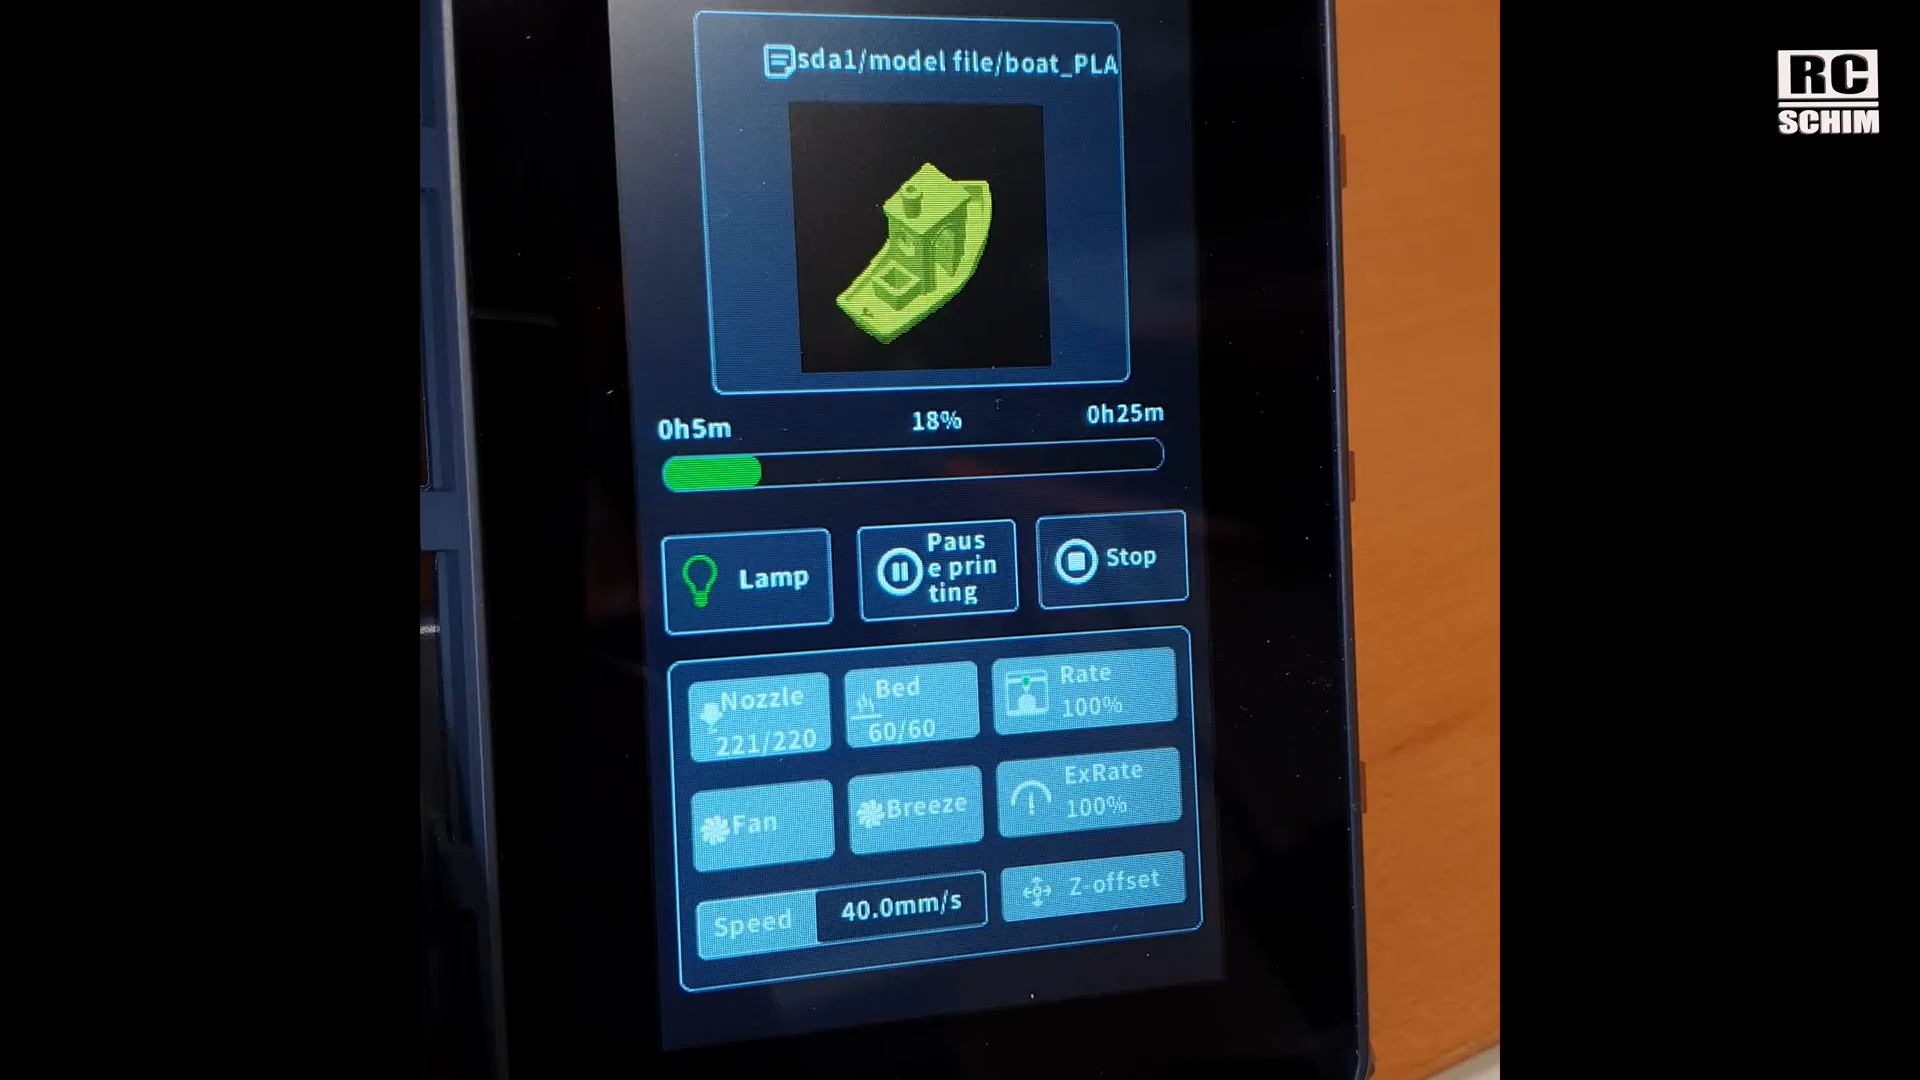 RC
SCHIM
sda1/model file/boat_PLA
0h5m 18% 0h25m
Lamp
Paus
e prin
ting
Stop
Nozzle
221/220
Bed
60/60
Rate
100%
Fan
Breeze
ExRate
100%
Speed 40.0mm/s
Z-offset